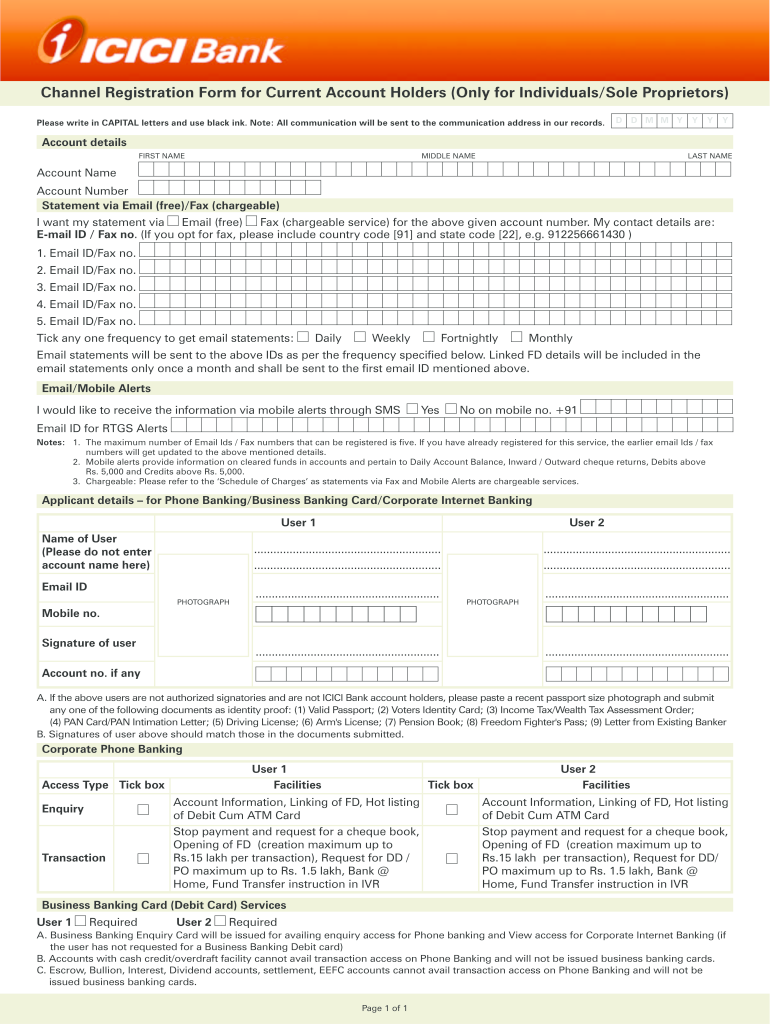 i ICICI Bank
Channel Registration Form for Current Account Holders (Only for Individuals/Sole Proprietors)
Please write in CAPITAL letters and use black ink. Note: All communication will be sent to the communication address in our records. D D M M Y Y Y Y
Account details
FIRST NAME MIDDLE NAME LAST NAME
Account Name
Account Number
Statement via Email (free)/Fax (chargeable)
I want my statement via Email (free) Fax (chargeable service) for the above given account number. My contact details are:
E-mail ID / Fax no. (If you opt for fax, please include country code [91] and state code [22], e.g. 912256661430 )
1. Email ID/Fax no.
2. Email ID/Fax no.
3. Email ID/Fax no.
4. Email ID/Fax no.
5. Email ID/Fax no.
Tick any one frequency to get email statements: Daily Weekly Fortnightly Monthly
Email statements will be sent to the above IDs as per the frequency specified below. Linked FD details will be included in the
email statements only once a month and shall be sent to the first email ID mentioned above.
Email/Mobile Alerts
I would like to receive the information via mobile alerts through SMS Yes No on mobile no. +91
Email ID for RTGS Alerts
Notes: 1. The maximum number of Email Ids / Fax numbers that can be registered is five. If you have already registered for this service, the earlier email Ids / fax
numbers will get updated to the above mentioned details.
2. Mobile alerts provide information on cleared funds in accounts and pertain to Daily Account Balance, Inward / Outward cheque returns, Debits above
Rs. 5,000 and Credits above Rs. 5,000.
3. Chargeable: Please refer to the 'Schedule of Charges' as statements via Fax and Mobile Alerts are chargeable services.
Applicant details – for Phone Banking/Business Banking Card/Corporate Internet Banking
User 1 User 2
Name of User
(Please do not enter
account name here)
Email ID
PHOTOGRAPH PHOTOGRAPH
Mobile no.
Signature of user
Account no. if any
A. If the above users are not authorized signatories and are not ICICI Bank account holders, please paste a recent passport size photograph and submit
any one of the following documents as identity proof: (1) Valid Passport; (2) Voters Identity Card; (3) Income Tax/Wealth Tax Assessment Order;
(4) PAN Card/PAN Intimation Letter; (5) Driving License; (6) Arm's License; (7) Pension Book; (8) Freedom Fighter's Pass; (9) Letter from Existing Banker
B. Signatures of user above should match those in the documents submitted.
Corporate Phone Banking
User 1 User 2
Access Type Tick box Facilities Tick box Facilities
Enquiry Account Information, Linking of FD, Hot listing Account Information, Linking of FD, Hot listing
of Debit Cum ATM Card of Debit Cum ATM Card
Stop payment and request for a cheque book, Stop payment and request for a cheque book,
Opening of FD (creation maximum up to Opening of FD (creation maximum up to
Transaction Rs.15 lakh per transaction), Request for DD / Rs.15 lakh per transaction), Request for DD/
PO maximum up to Rs. 1.5 lakh, Bank @ PO maximum up to Rs. 1.5 lakh, Bank @
Home, Fund Transfer instruction in IVR Home, Fund Transfer instruction in IVR
Business Banking Card (Debit Card) Services
User 1 Required User 2 Required
A. Business Banking Enquiry Card will be issued for availing enquiry access for Phone banking and View access for Corporate Internet Banking (if
the user has not requested for a Business Banking Debit card)
B. Accounts with cash credit/overdraft facility cannot avail transaction access on Phone Banking and will not be issued business banking cards.
C. Escrow, Bullion, Interest, Dividend accounts, settlement, EEFC accounts cannot avail transaction access on Phone Banking and will not be
issued business banking cards.
Page 1 of 1